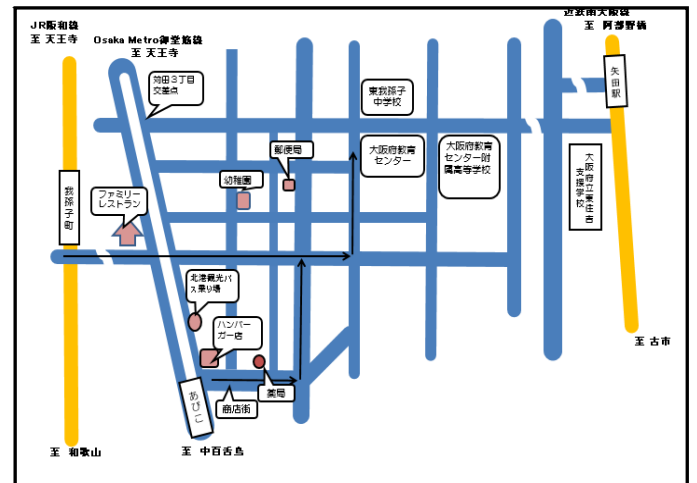 JR阪和線
至 天王寺
Osaka Metro御堂筋線
至 天王寺
近鉄南大阪線
至 阿部野橋
苅田3丁目
交差点
東我孫子
中学校
矢田駅
郵便局
大阪府教育
センター
大阪府教育
センター附
属高等学校
大阪府立東住吉
支援学校
幼稚園
我孫子町
ファミリー
レストラン
北港観光バ
ス乗り場
ハンバー
ガー店
至 古市
あびこ
薬局
商店街
至 和歌山
至 中百舌鳥